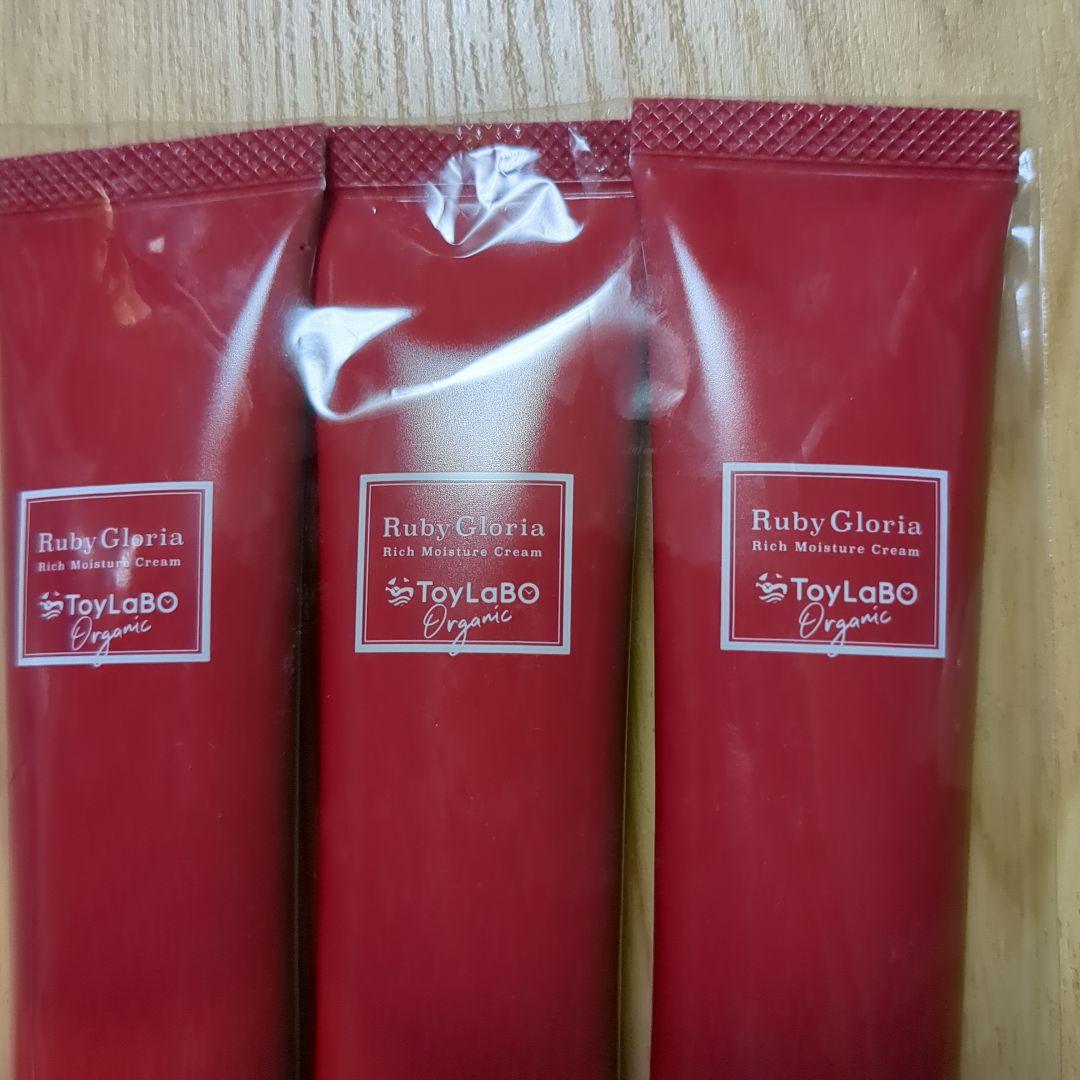 Ruby Gloria
Rich Moisture Cream
ToyLaBO
Organic
Ruby Gloria
Rich Moisture Cream
ToyLaBO
Organic
Ruby Gloria
Rich Moisture Cream
ToyLaBO
Organic